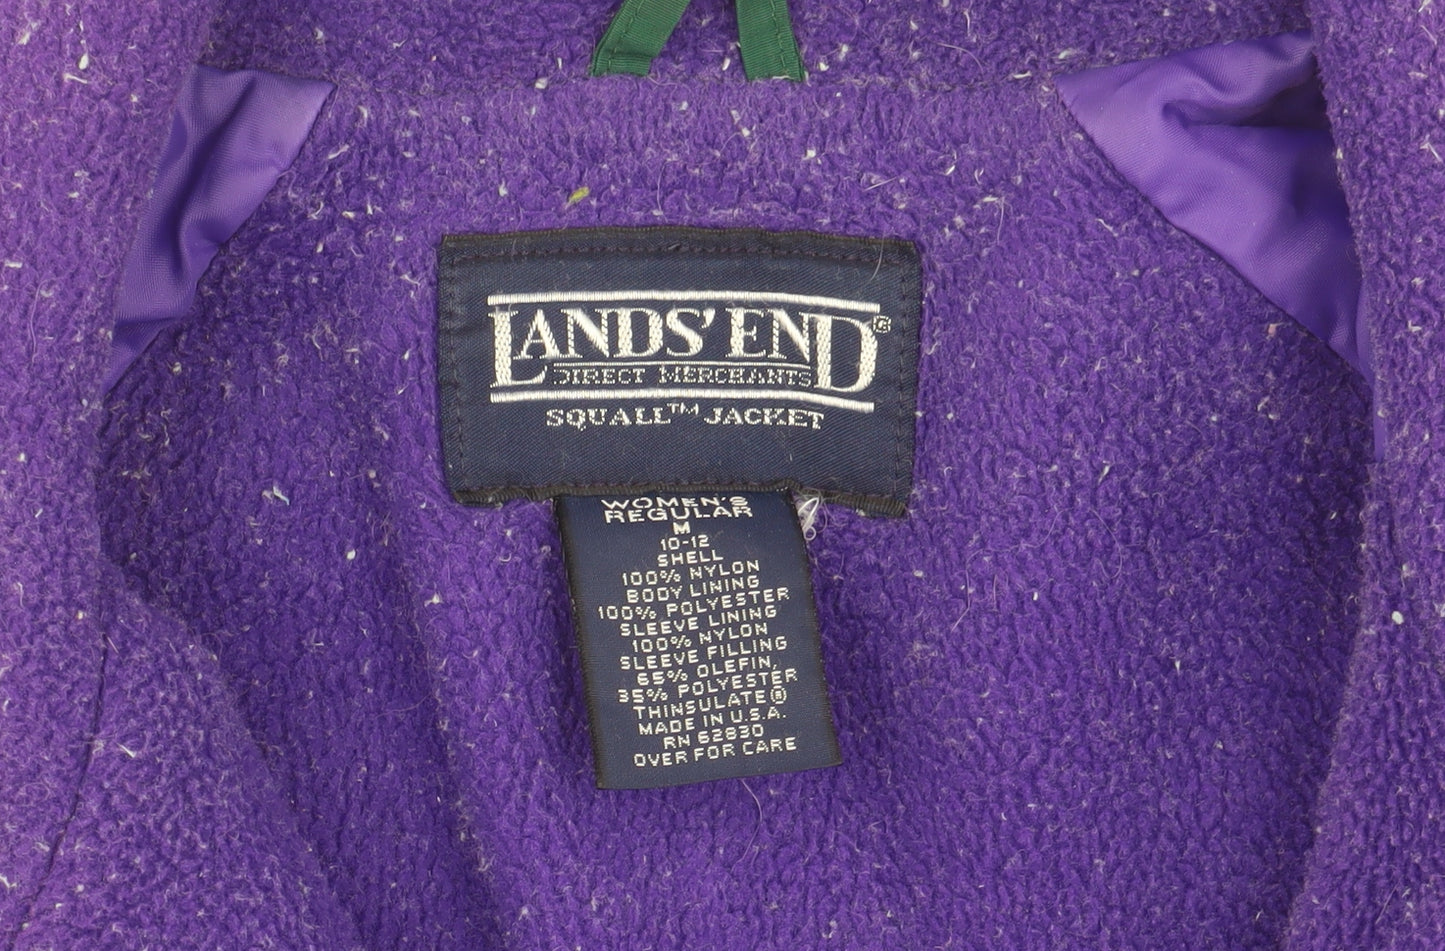 LANDS' END®
DIRECT MERCHANTS
SQUALL™ JACKET
WOMEN'S
REGULAR
M
10-12
SHELL
100% NYLON
BODY LINING
100% POLYESTER
SLEEVE LINING
100% NYLON
SLEEVE FILLING
65% OLEFIN,
35% POLYESTER
THINSULATE®
MADE IN U.S.A.
RN 62830
OVER FOR CARE